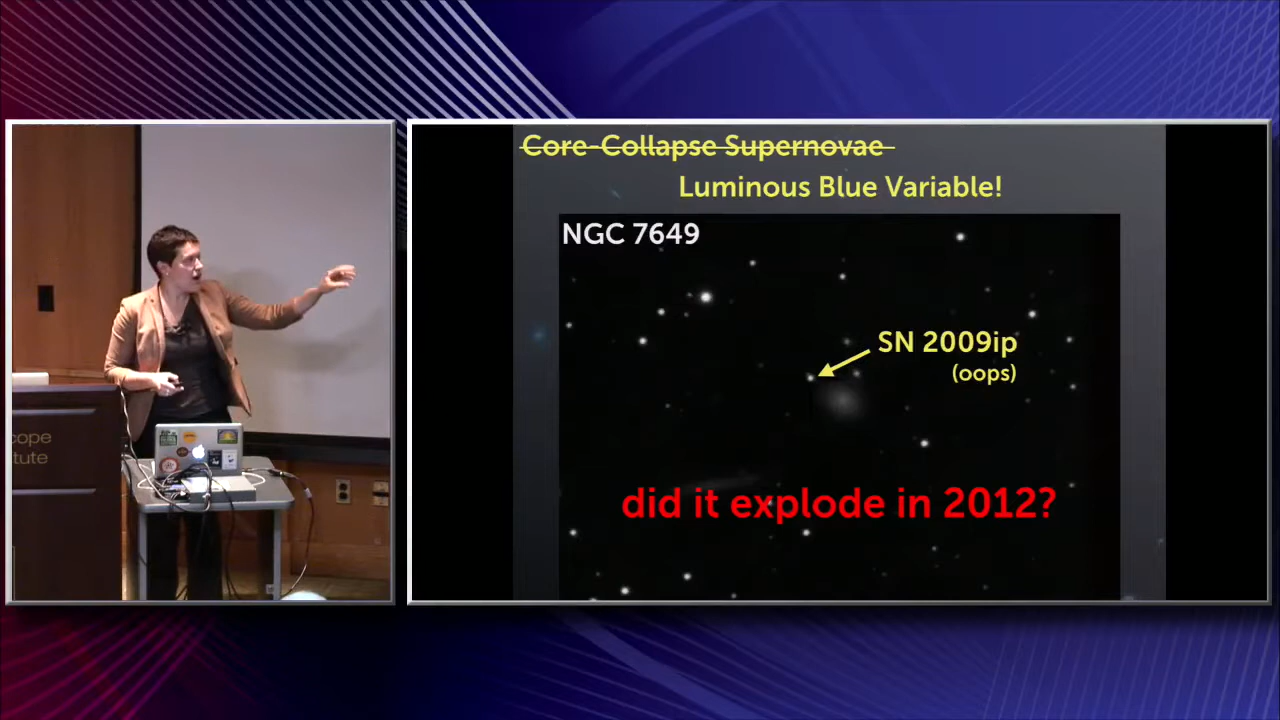 Core-Collapse Supernovae
Luminous Blue Variable!
NGC 7649
SN 2009ip
(oops)
did it explode in 2012?
cope
tute